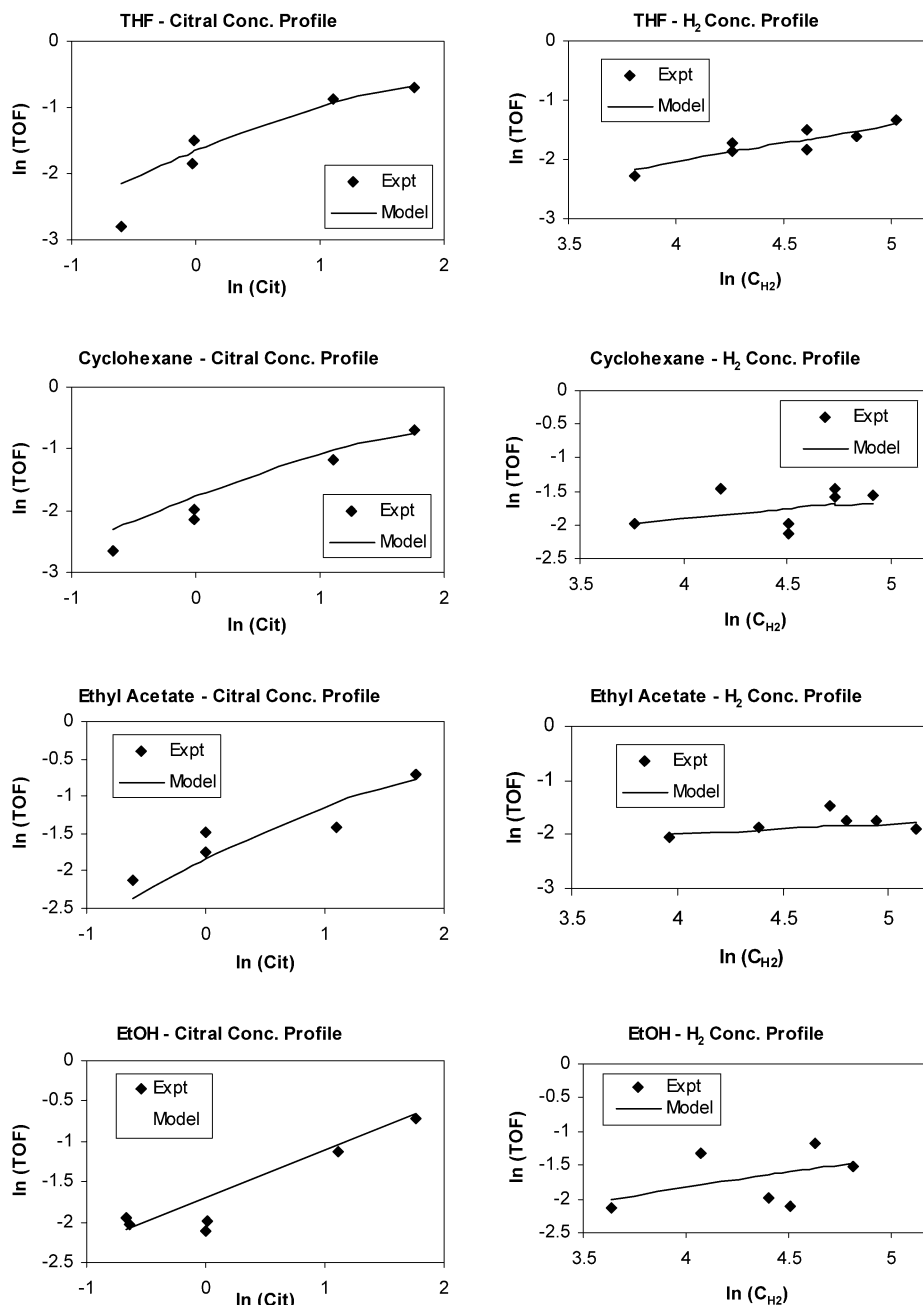 THF - Citral Conc. Profile
0
-1
-2
-3
-1
0
1
2
ln (TOF)
ln (Cit)
Expt
Model
THF - H₂ Conc. Profile
0
-1
-2
-3
3.5
4
4.5
5
ln (TOF)
ln (C_H2)
Expt
Model
Cyclohexane - Citral Conc. Profile
0
-1
-2
-3
-1
0
1
2
ln (TOF)
ln (Cit)
Expt
Model
Cyclohexane - H₂ Conc. Profile
0
-0.5
-1
-1.5
-2
-2.5
3.5
4
4.5
5
ln (TOF)
ln (C_H2)
Expt
Model
Ethyl Acetate - Citral Conc. Profile
0
-0.5
-1
-1.5
-2
-2.5
-1
0
1
2
ln (TOF)
ln (Cit)
Expt
Model
Ethyl Acetate - H₂ Conc. Profile
0
-1
-2
-3
3.5
4
4.5
5
ln (TOF)
ln (C_H2)
Expt
Model
EtOH - Citral Conc. Profile
0
-0.5
-1
-1.5
-2
-2.5
-1
0
1
2
ln (TOF)
ln (Cit)
Expt
Model
EtOH - H₂ Conc. Profile
0
-0.5
-1
-1.5
-2
-2.5
3.5
4
4.5
5
ln (TOF)
ln (C_H2)
Expt
Model